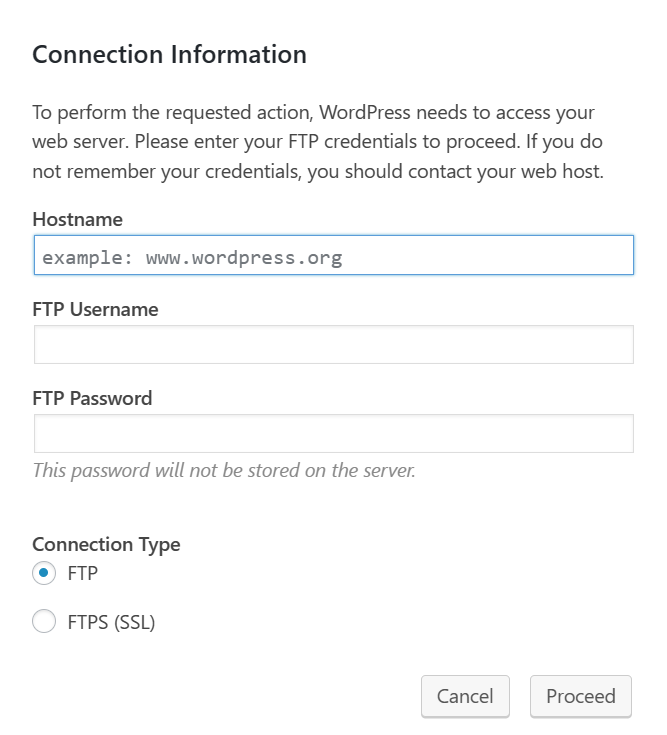 Connection Information
To perform the requested action, WordPress needs to access your
web server. Please enter your FTP credentials to proceed. If you do
not remember your credentials, you should contact your web host.
Hostname
example: www.wordpress.org
FTP Username
FTP Password
This password will not be stored on the server.
Connection Type
FTP
FTPS (SSL)
Cancel Proceed